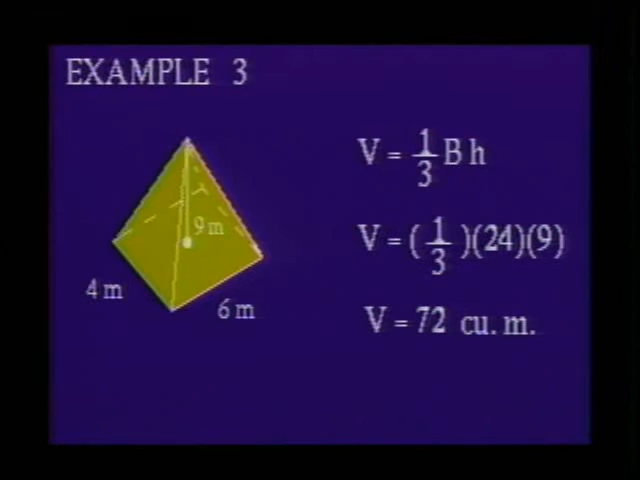 EXAMPLE 3
V = 1/3 B h
9 m
V = ( 1/3 )(24)(9)
4 m
6 m
V = 72 cu. m.